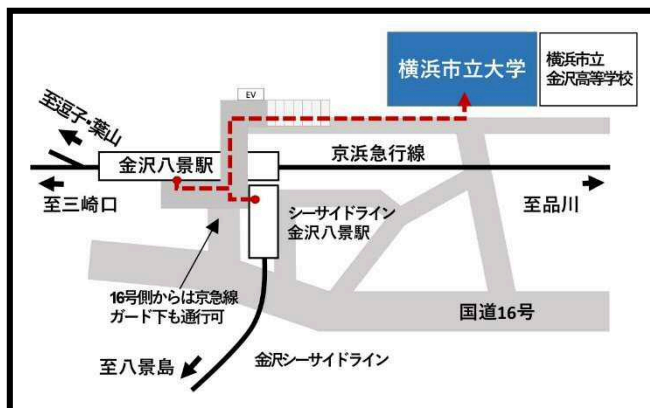 横浜市立大学
横浜市立
金沢高等学校
EV
至逗子・葉山
金沢八景駅
京浜急行線
至三崎口
至品川
シーサイドライン
金沢八景駅
16号側からは京急線
ガード下も通行可
国道16号
至八景島
金沢シーサイドライン